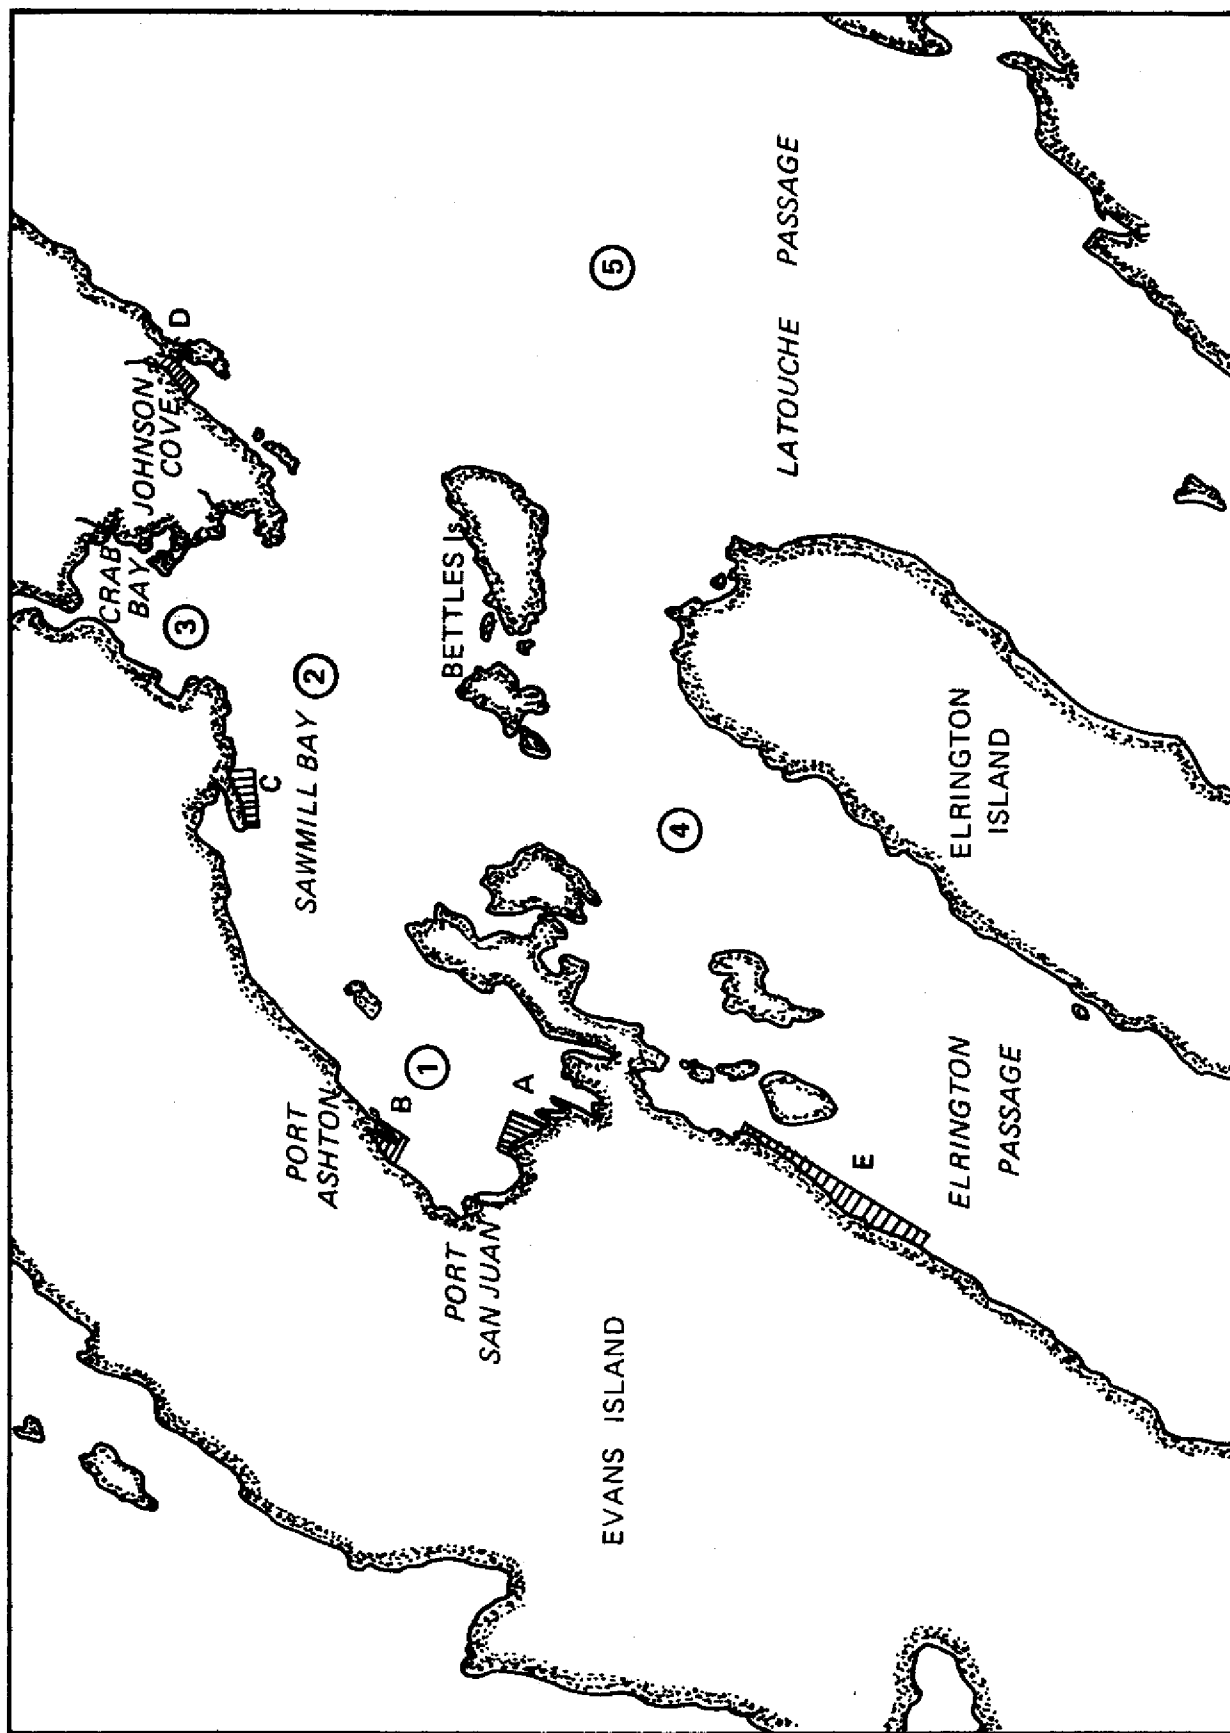 D
JOHNSON
COVE
CRAB
BAY
3
2
SAWMILL BAY
C
BETTLES Is.
5
LATOUCHE PASSAGE
4
ELRINGTON
ISLAND
PORT
ASHTON
B
1
A
PORT
SAN JUAN
E
ELRINGTON
PASSAGE
EVANS ISLAND